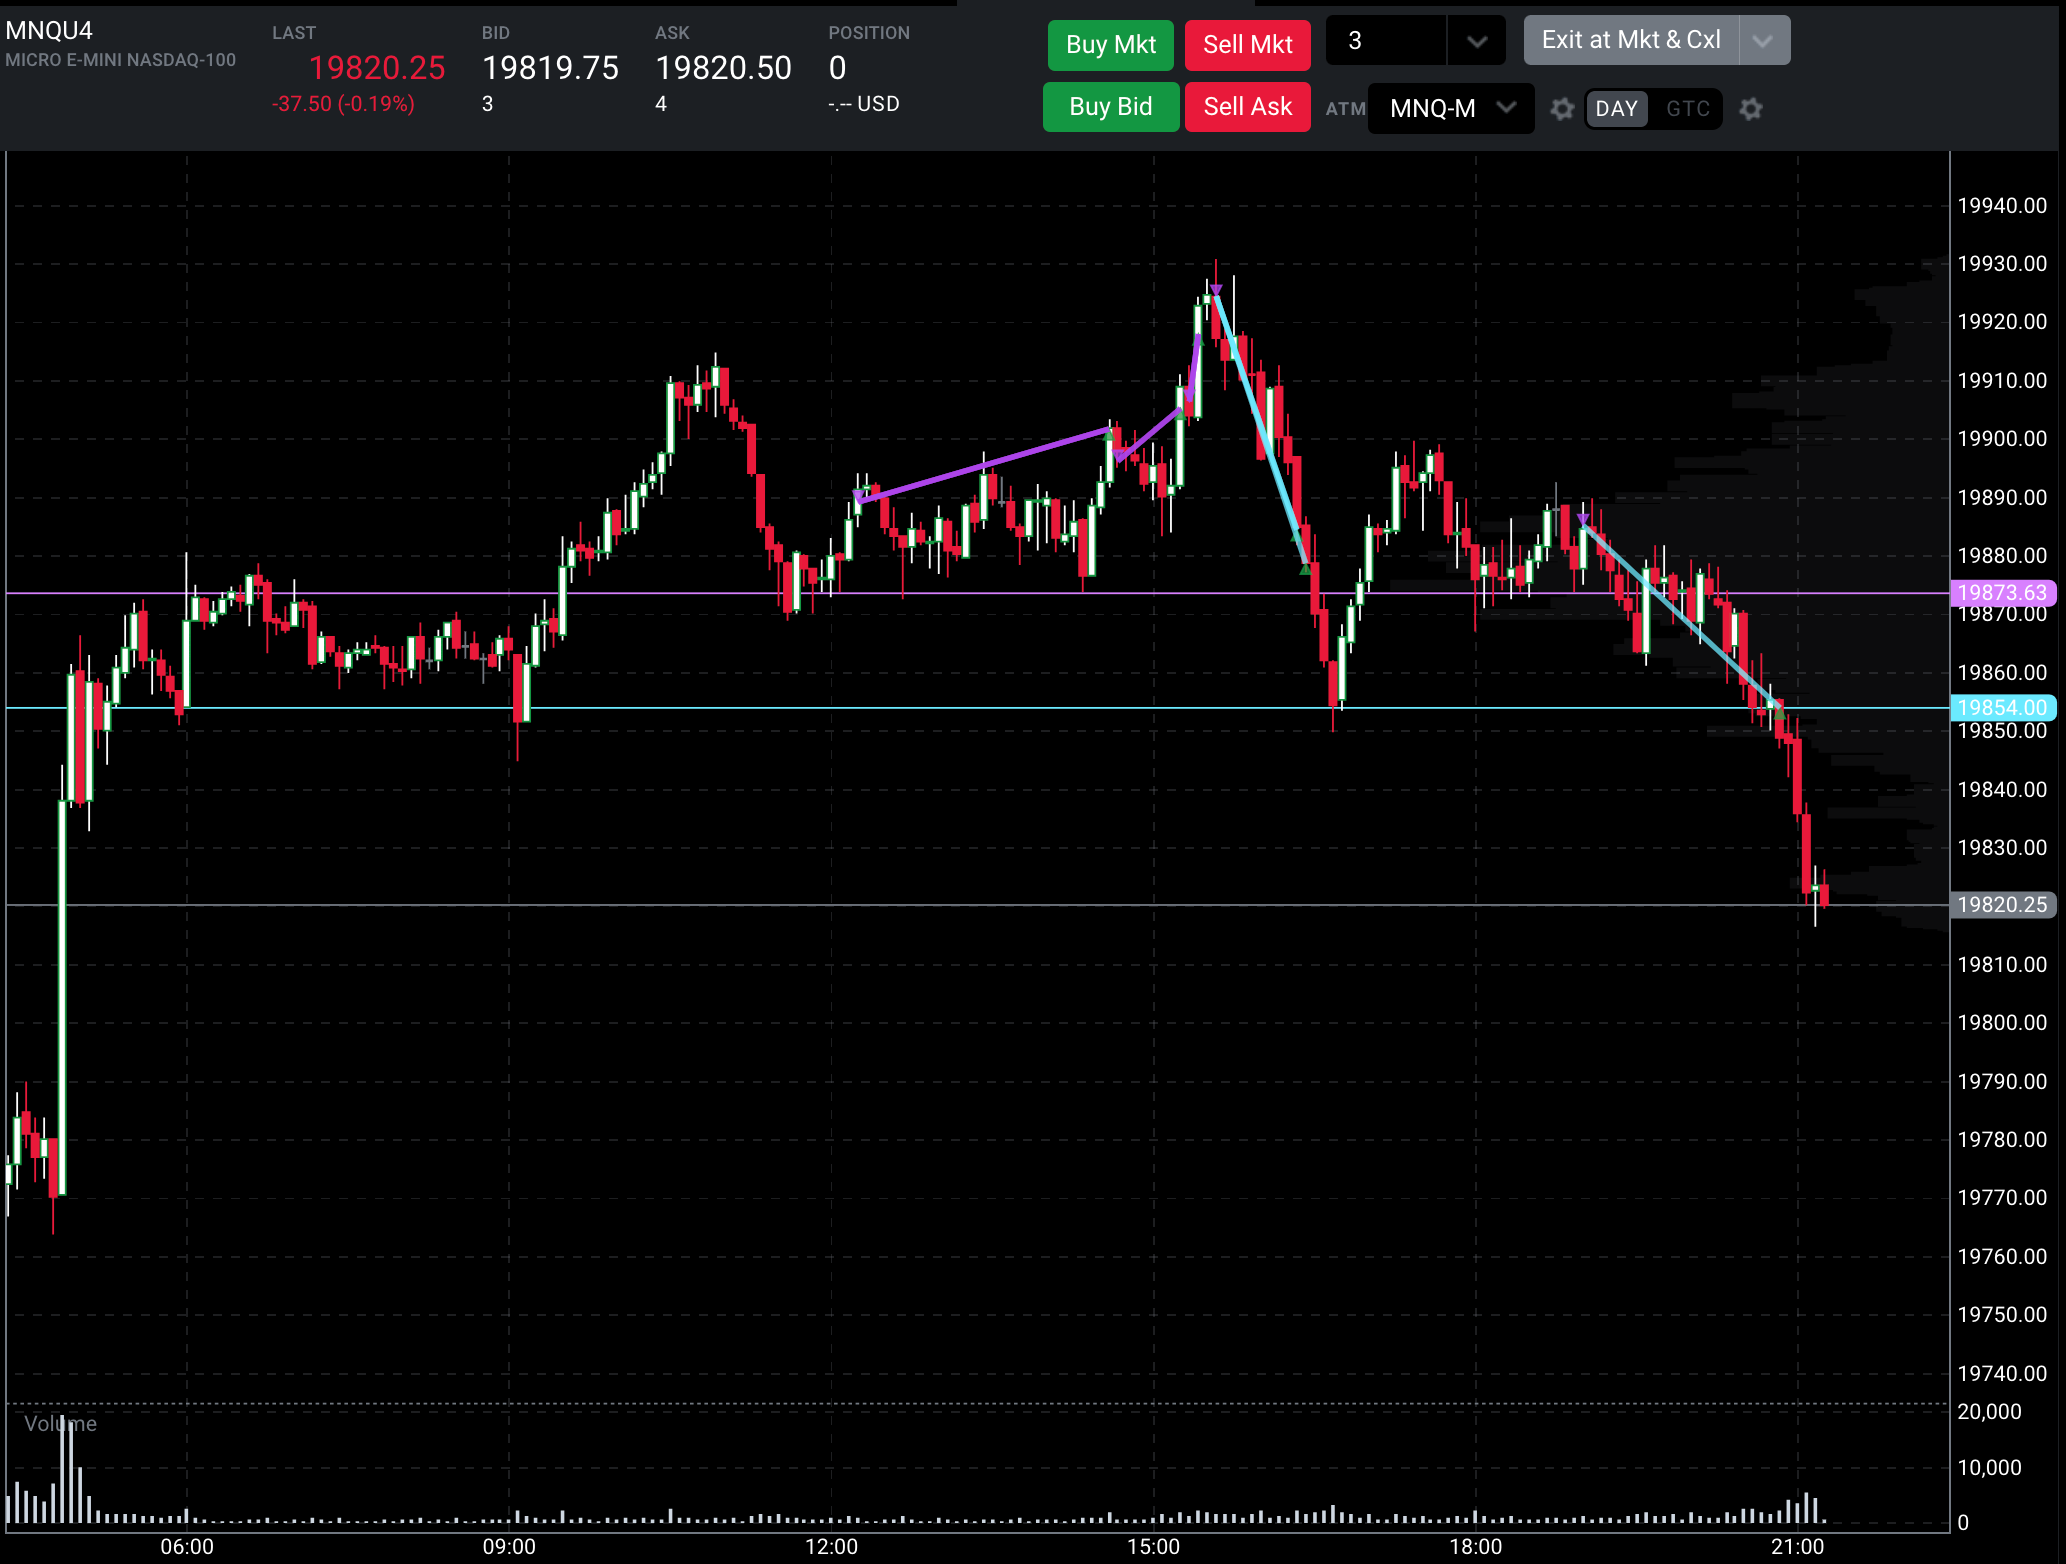 MNQU4
MICRO E-MINI NASDAQ-100
LAST
19820.25
-37.50 (-0.19%)
BID
19819.75
3
ASK
19820.50
4
POSITION
0
-.-- USD
Buy Mkt
Sell Mkt
3
Exit at Mkt & Cxl
Buy Bid
Sell Ask
ATM
MNQ-M
DAY
GTC
19940.00
19930.00
19920.00
19910.00
19900.00
19890.00
19880.00
19873.63
19870.00
19860.00
19854.00
19850.00
19840.00
19830.00
19820.25
19810.00
19800.00
19790.00
19780.00
19770.00
19760.00
19750.00
19740.00
Volume
20,000
10,000
0
06:00
09:00
12:00
15:00
18:00
21:00